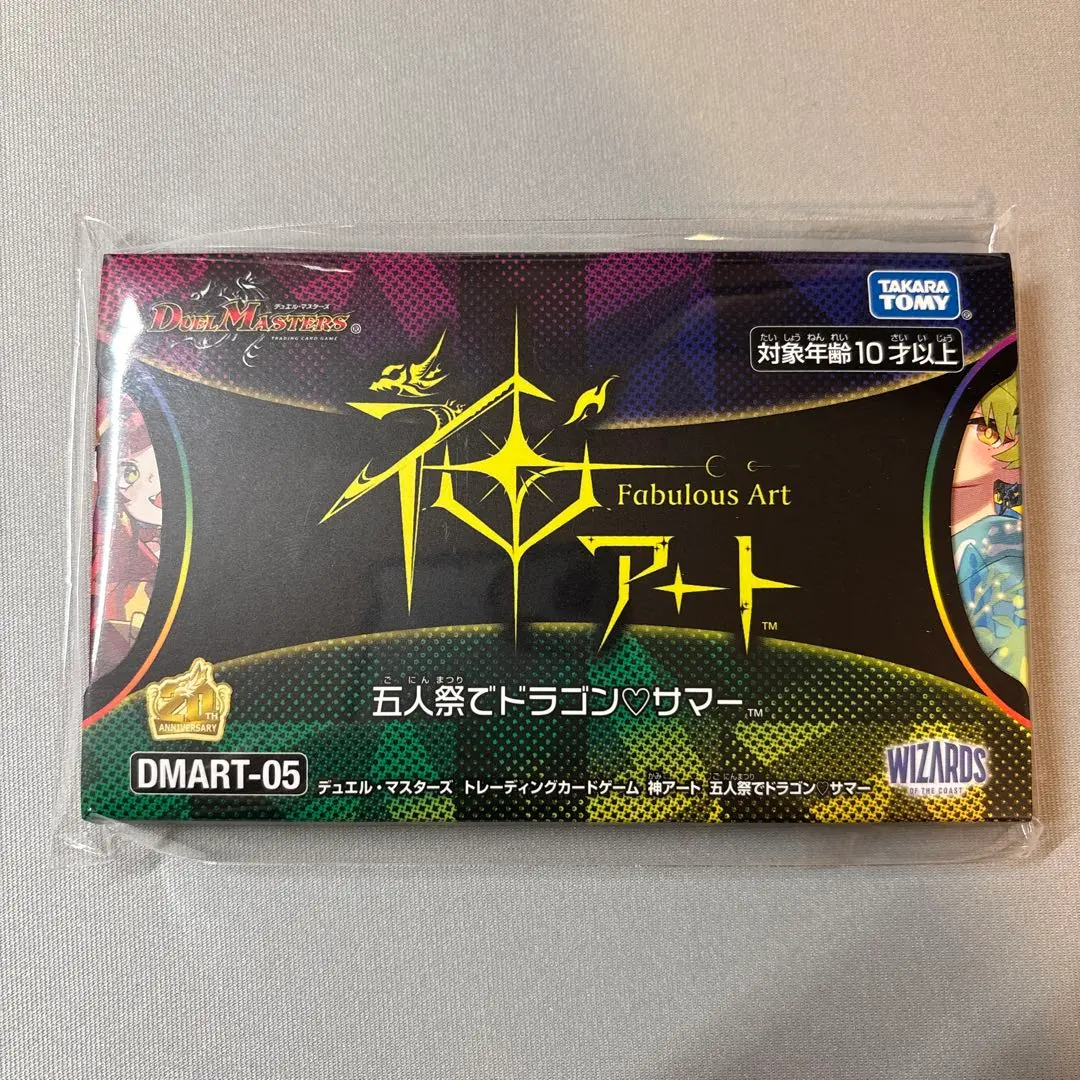 デュエル・マスターズ
DUEL MASTERS®
TRADING CARD GAME
TAKARA TOMY®
たいしょうねんれい さいいじょう
対象年齢10才以上
神
Fabulous Art
アート™
ごにんまつり
五人祭でドラゴン♡サマー™
20TH
ANNIVERSARY
DMART-05
かみ ごにんまつり
デュエル・マスターズ トレーディングカードゲーム 神アート 五人祭でドラゴン♡サマー
WIZARDS
OF THE COAST